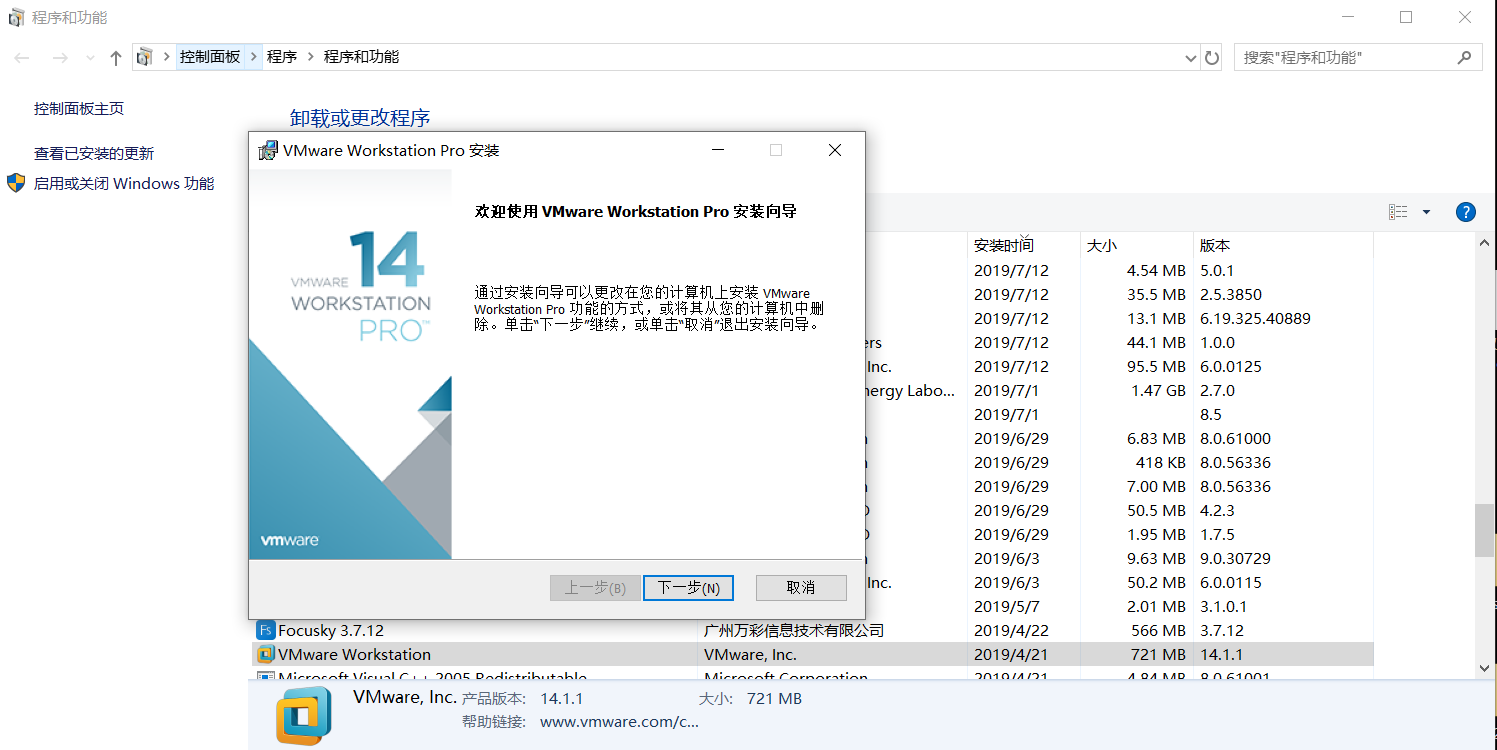 程序和功能
控制面板 程序 程序和功能
搜索"程序和功能"
控制面板主页
查看已安装的更新
启用或关闭 Windows 功能
卸载或更改程序
VMware Workstation Pro 安装
14
VMWARE
WORKSTATION
PRO™
vmware
欢迎使用 VMware Workstation Pro 安装向导
通过安装向导可以更改在您的计算机上安装 VMware
Workstation Pro 功能的方式，或将其从您的计算机中删
除。单击“下一步”继续，或单击“取消”退出安装向导。
上一步(B) 下一步(N) 取消
安装时间 大小 版本
2019/7/12 4.54 MB 5.0.1
2019/7/12 35.5 MB 2.5.3850
2019/7/12 13.1 MB 6.19.325.40889
ers 2019/7/12 44.1 MB 1.0.0
Inc. 2019/7/12 95.5 MB 6.0.0125
nergy Labo... 2019/7/1 1.47 GB 2.7.0
2019/7/1 8.5
2019/6/29 6.83 MB 8.0.61000
2019/6/29 418 KB 8.0.56336
2019/6/29 7.00 MB 8.0.56336
2019/6/29 50.5 MB 4.2.3
2019/6/29 1.95 MB 1.7.5
2019/6/3 9.63 MB 9.0.30729
Inc. 2019/6/3 50.2 MB 6.0.0115
2019/5/7 2.01 MB 3.1.0.1
Fs Focusky 3.7.12 广州万彩信息技术有限公司 2019/4/22 566 MB 3.7.12
VMware Workstation VMware, Inc. 2019/4/21 721 MB 14.1.1
Microsoft Visual C++ 2005 Redistributable Microsoft Corporation 2019/4/21 4.84 MB 8.0.61001
VMware, Inc. 产品版本: 14.1.1 大小: 721 MB
帮助链接: www.vmware.com/c...